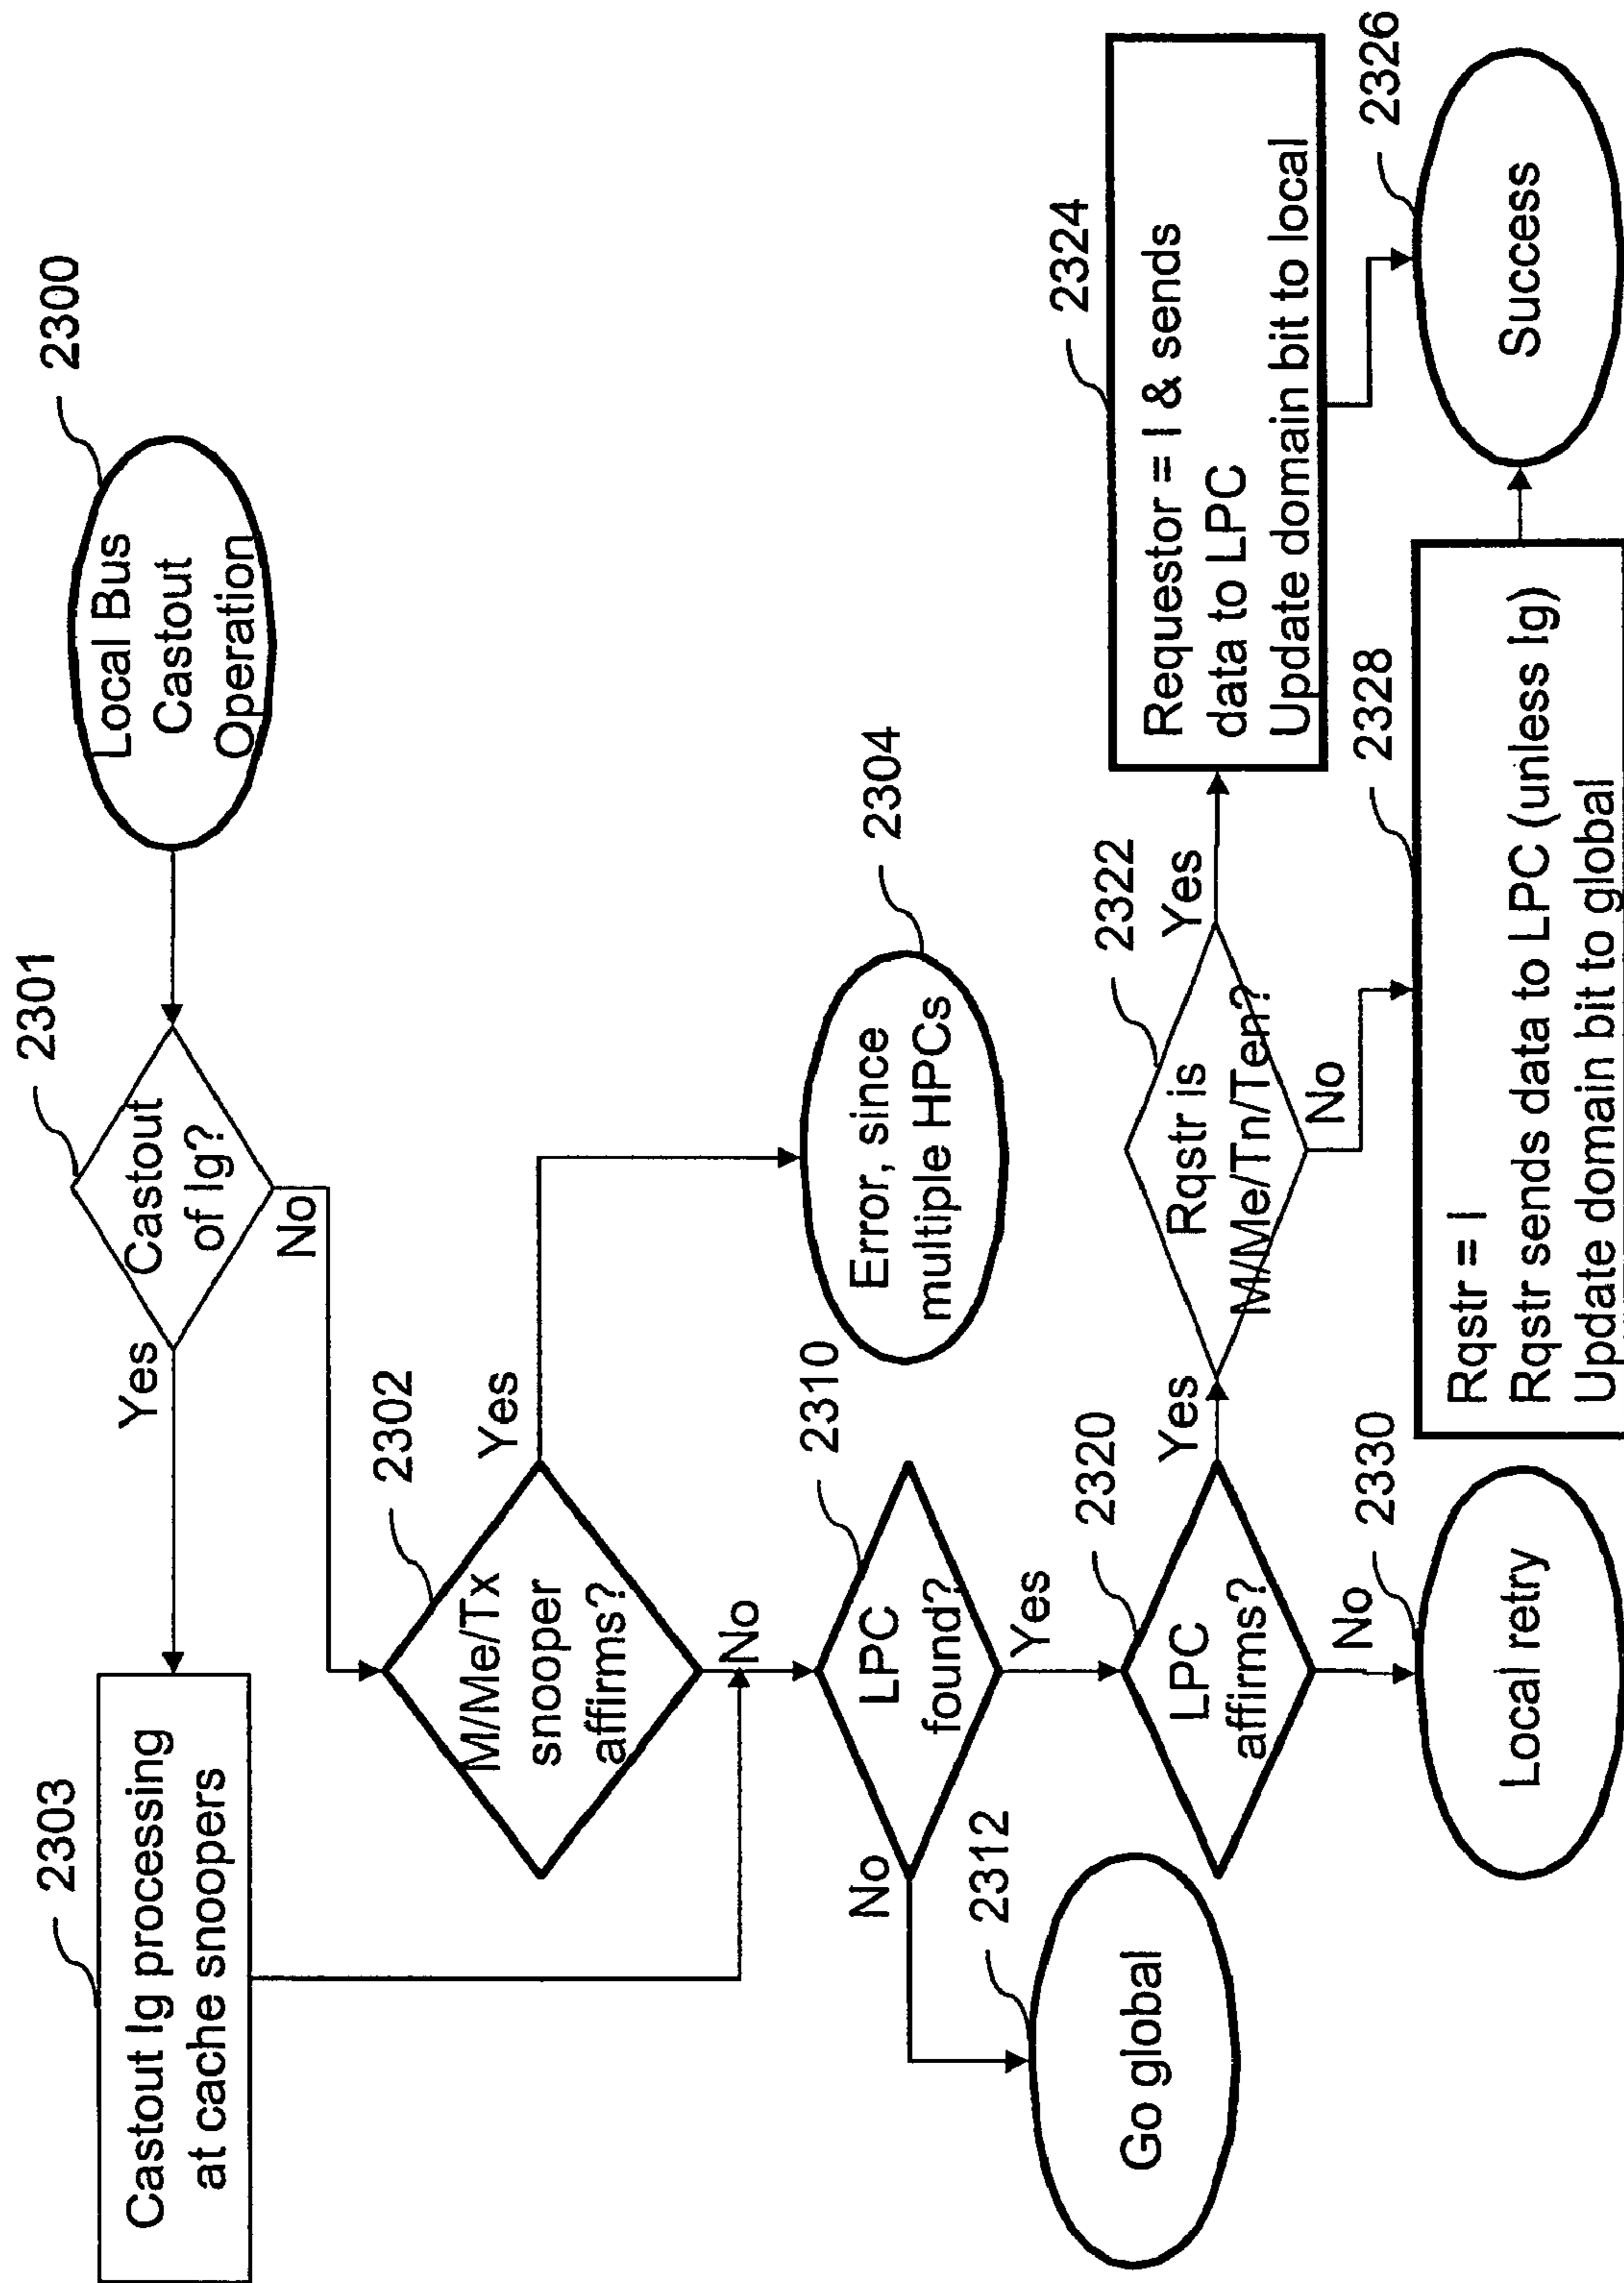 2300
Local Bus
Castout
Operation
2301
Castout
of Ig?
Yes
No
2303
Castout Ig processing
at cache snoopers
2302
M/Me/Tx
snooper
affirms?
Yes
No
2304
Error, since
multiple HPCs
2310
LPC
found?
No
Yes
2312
Go global
2320
LPC
affirms?
Yes
No
2322
Rqstr is
M/Me/Tn/Ten?
Yes
No
2324
Requestor = I & sends
data to LPC
Update domain bit to local
2326
Success
2328
Rqstr = I
Rqstr sends data to LPC (unless Ig)
Update domain bit to global
2330
Local retry